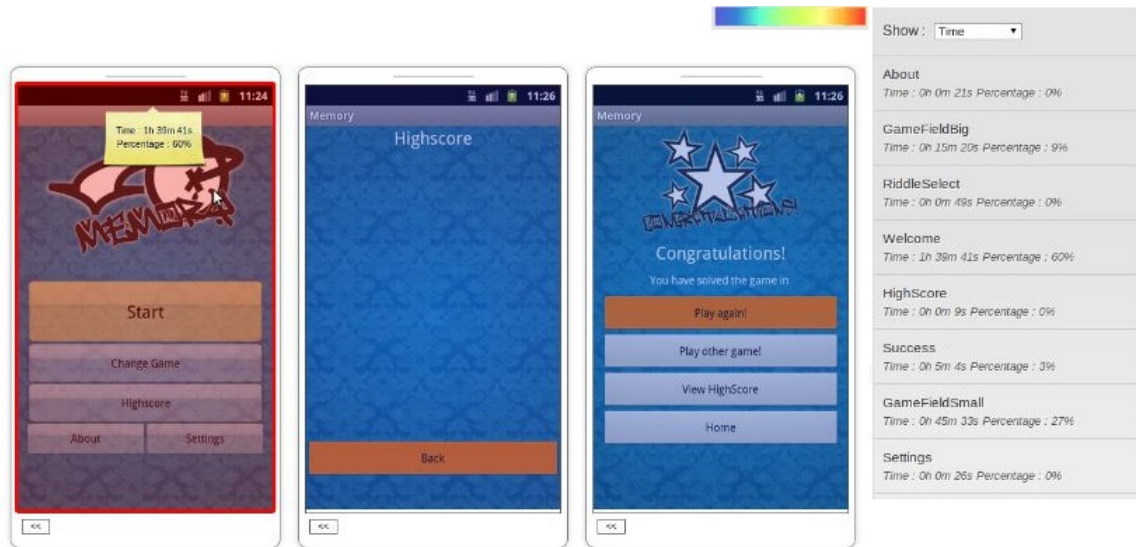 Show : Time
11:24
Time : 1h 39m 41s
Percentage : 60%
MEMORY
Start
Change Game
Highscore
About Settings
<<
11:26
Memory
Highscore
Back
<<
11:26
Memory
CONGRATULATIONS!
Congratulations!
You have solved the game in
Play again!
Play other game!
View HighScore
Home
<<
About
Time : 0h 0m 21s Percentage : 0%
GameFieldBig
Time : 0h 15m 20s Percentage : 9%
RiddleSelect
Time : 0h 0m 49s Percentage : 0%
Welcome
Time : 1h 39m 41s Percentage : 60%
HighScore
Time : 0h 0m 9s Percentage : 0%
Success
Time : 0h 5m 4s Percentage : 3%
GameFieldSmall
Time : 0h 45m 33s Percentage : 27%
Settings
Time : 0h 0m 26s Percentage : 0%